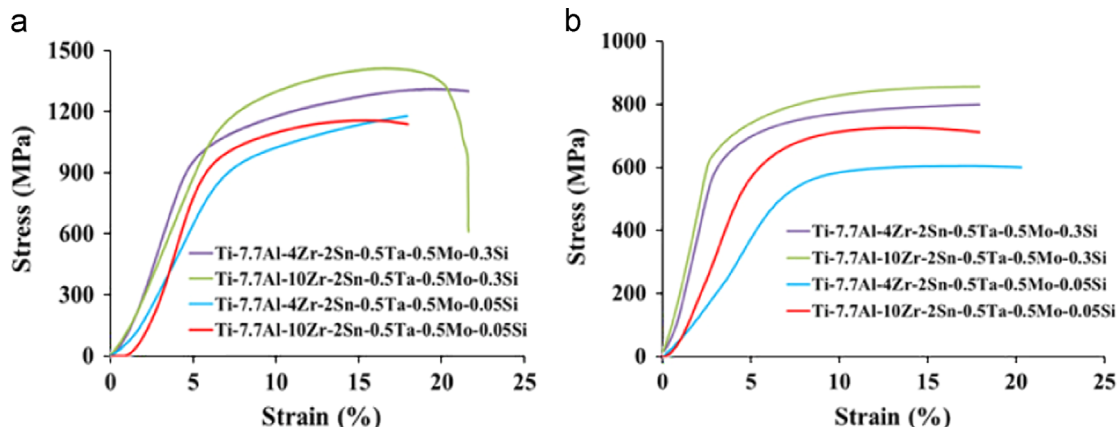 a
1500
1200
900
600
300
0
Stress (MPa)
Ti-7.7Al-4Zr-2Sn-0.5Ta-0.5Mo-0.3Si
Ti-7.7Al-10Zr-2Sn-0.5Ta-0.5Mo-0.3Si
Ti-7.7Al-4Zr-2Sn-0.5Ta-0.5Mo-0.05Si
Ti-7.7Al-10Zr-2Sn-0.5Ta-0.5Mo-0.05Si
0 5 10 15 20 25
Strain (%)
b
1000
800
600
400
200
0
Stress (MPa)
Ti-7.7Al-4Zr-2Sn-0.5Ta-0.5Mo-0.3Si
Ti-7.7Al-10Zr-2Sn-0.5Ta-0.5Mo-0.3Si
Ti-7.7Al-4Zr-2Sn-0.5Ta-0.5Mo-0.05Si
Ti-7.7Al-10Zr-2Sn-0.5Ta-0.5Mo-0.05Si
0 5 10 15 20 25
Strain (%)